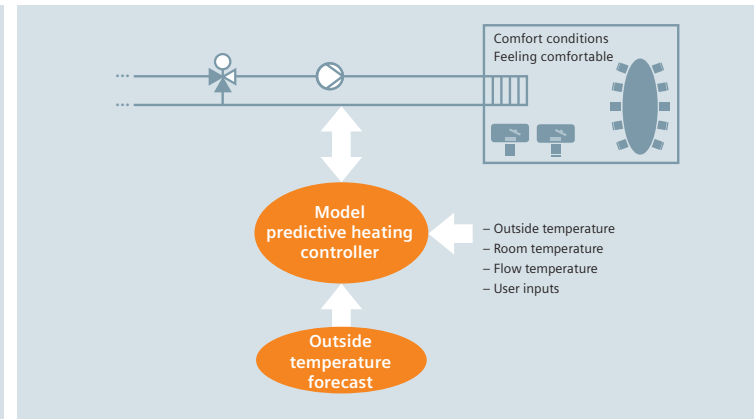 Comfort conditions
Feeling comfortable
...
...
Model
predictive heating
controller
– Outside temperature
– Room temperature
– Flow temperature
– User inputs
Outside
temperature
forecast